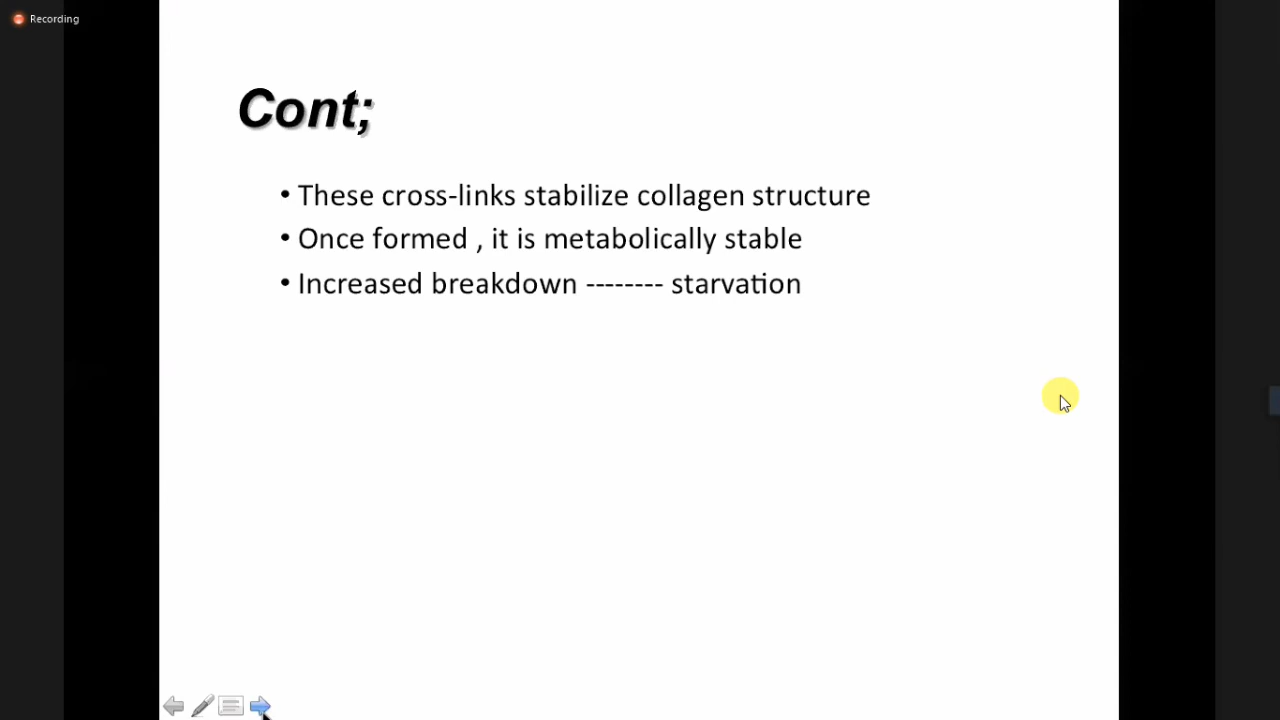 Recording
Cont;
• These cross-links stabilize collagen structure
• Once formed , it is metabolically stable
• Increased breakdown -------- starvation